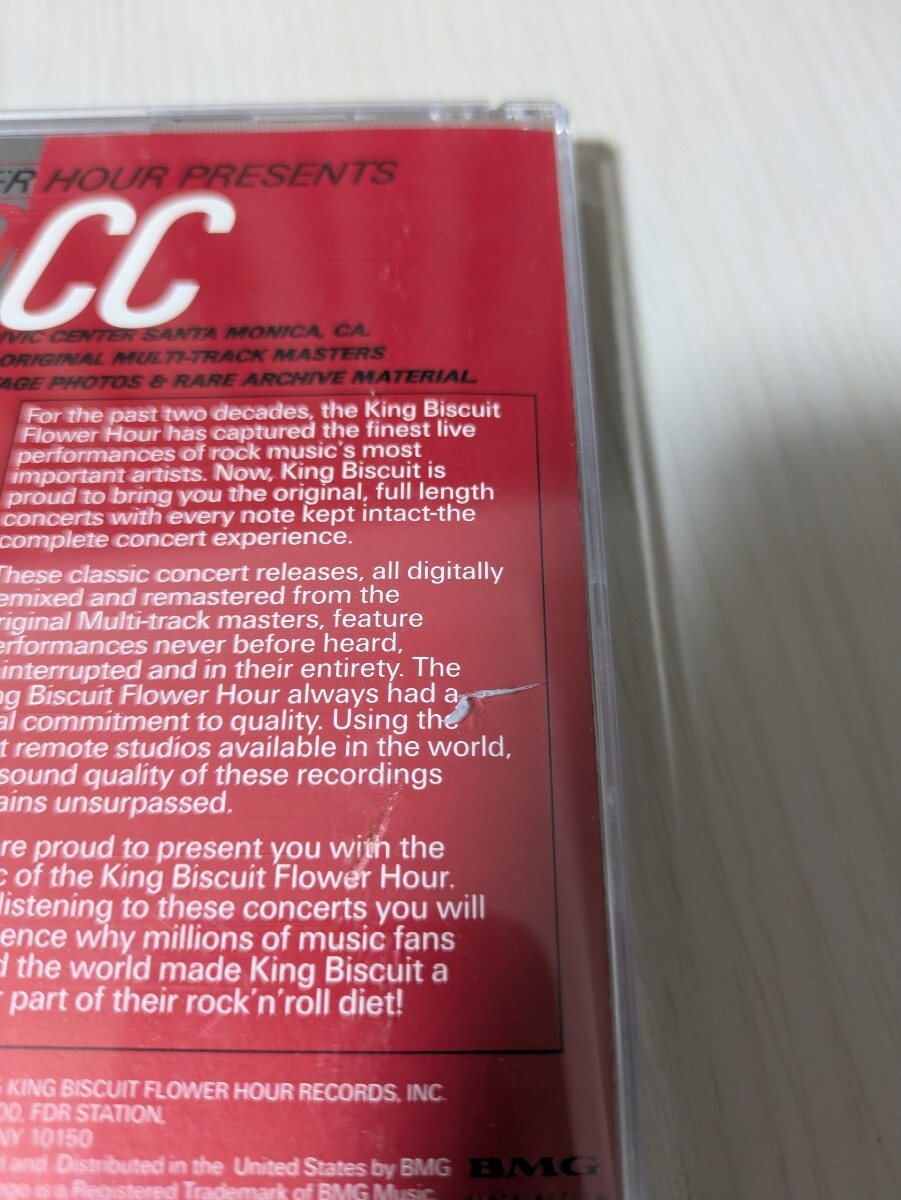 HOUR PRESENTS
CC
CIVIC CENTER SANTA MONICA, CA.
ORIGINAL MULTI-TRACK MASTERS
PHOTOS & RARE ARCHIVE MATERIAL
For the past two decades, the King Biscuit
Flower Hour has captured the finest live
performances of rock music's most
important artists. Now, King Biscuit is
proud to bring you the original, full length
concerts with every note kept intact-the
complete concert experience.
These classic concert releases, all digitally
emixed and remastered from the
riginal Multi-track masters, feature
erformances never before heard,
interrupted and in their entirety. The
ng Biscuit Flower Hour always had a
al commitment to quality. Using the
t remote studios available in the world,
sound quality of these recordings
ains unsurpassed.
re proud to present you with the
c of the King Biscuit Flower Hour.
listening to these concerts you will
ence why millions of music fans
d the world made King Biscuit a
r part of their rock'n'roll diet!
KING BISCUIT FLOWER HOUR RECORDS, INC.
FDR STATION,
NY 10150
and Distributed in the United States by BMG BMG
is a Registered Trademark of BMG Music